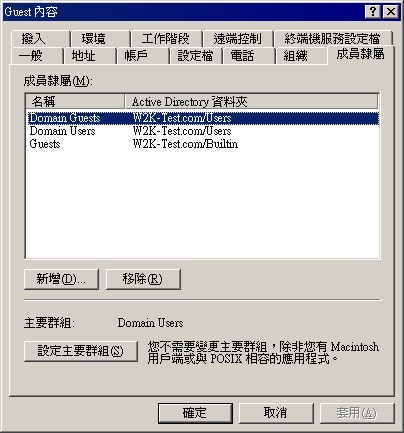 Guest 內容
撥入 環境 工作階段 遠端控制 終端機服務設定檔
一般 地址 帳戶 設定檔 電話 組織 成員隸屬
成員隸屬(M):
名稱 Active Directory 資料夾
Domain Guests W2K-Test.com/Users
Domain Users W2K-Test.com/Users
Guests W2K-Test.com/Builtin
新增(D)... 移除(R)
主要群組: Domain Users
設定主要群組(S) 您不需要變更主要群組，除非您有 Macintosh
用戶端或與 POSIX 相容的應用程式。
確定 取消 套用(A)